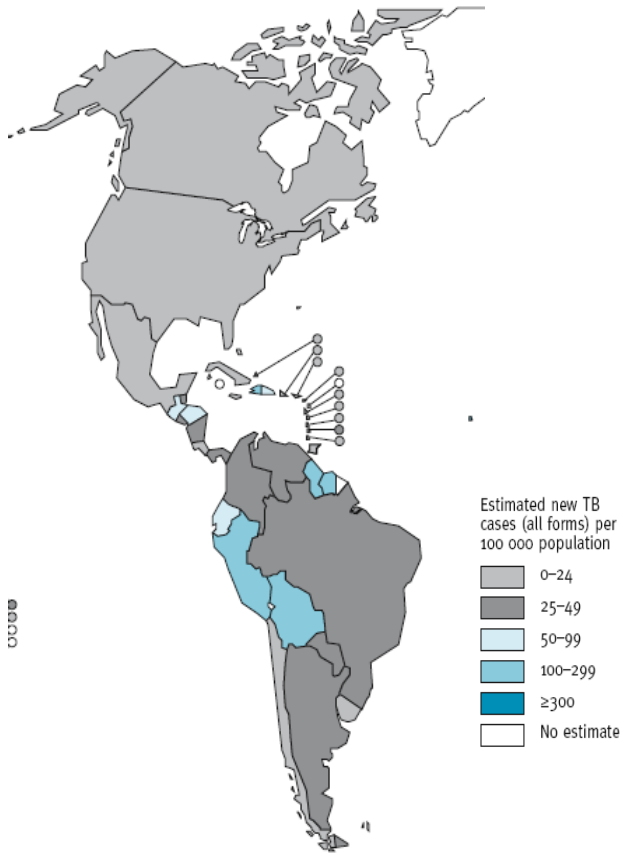 Estimated new TB
cases (all forms) per
100 000 population
0–24
25–49
50–99
100–299
≥300
No estimate